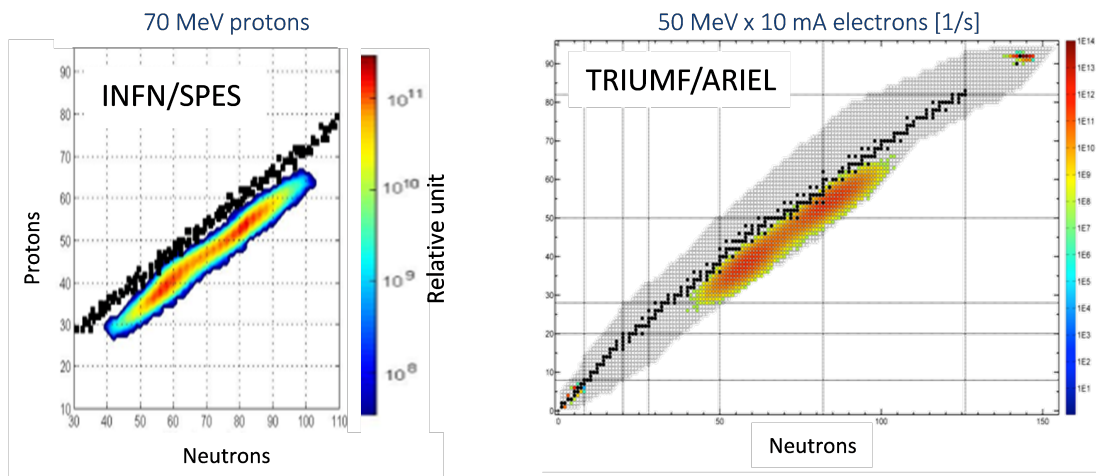 70 MeV protons
INFN/SPES
90
80
70
60
50
40
30
20
10
30 40 50 60 70 80 90 100 110
Protons
Neutrons
10¹¹
10¹⁰
10⁹
10⁸
Relative unit
50 MeV x 10 mA electrons [1/s]
TRIUMF/ARIEL
90
80
70
60
50
40
30
20
10
0
0 50 100 150
Neutrons
1E14
1E13
1E12
1E11
1E10
1E9
1E8
1E7
1E6
1E5
1E4
1E3
1E2
1E1